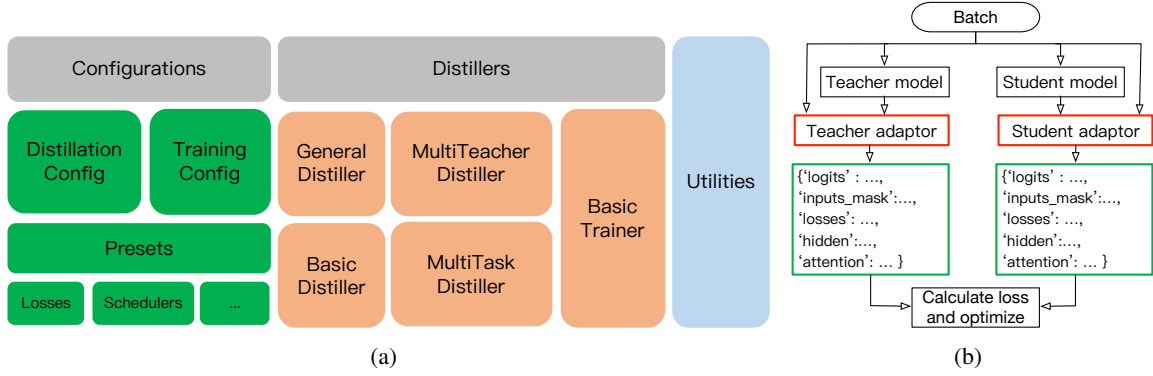 Configurations
Distillers
Utilities
Distillation
Config
Training
Config
General
Distiller
MultiTeacher
Distiller
Basic
Trainer
Presets
Basic
Distiller
MultiTask
Distiller
Losses
Schedulers
...
(a)
Batch
Teacher model
Student model
Teacher adaptor
Student adaptor
{‘logits’ : ...,
‘inputs_mask’:...,
‘losses’: ...,
‘hidden’:...,
‘attention’: ... }
{‘logits’ : ...,
‘inputs_mask’:...,
‘losses’: ...,
‘hidden’:...,
‘attention’: ... }
Calculate loss
and optimize
(b)